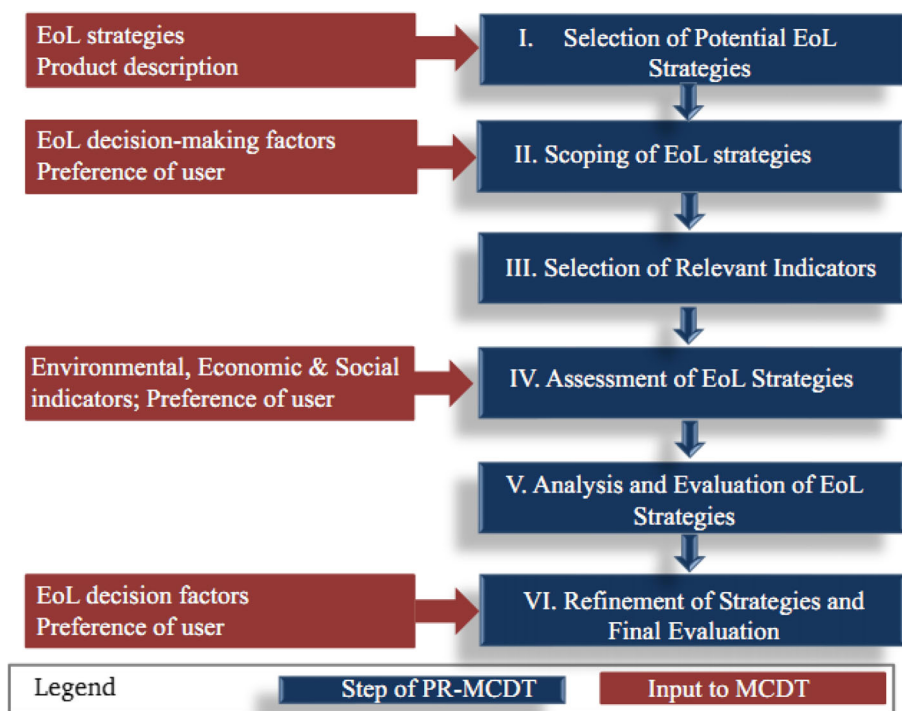 EoL strategies
Product description
I. Selection of Potential EoL
Strategies
EoL decision-making factors
Preference of user
II. Scoping of EoL strategies
III. Selection of Relevant Indicators
Environmental, Economic & Social
indicators; Preference of user
IV. Assessment of EoL Strategies
V. Analysis and Evaluation of EoL
Strategies
EoL decision factors
Preference of user
VI. Refinement of Strategies and
Final Evaluation
Legend
Step of PR-MCDT
Input to MCDT